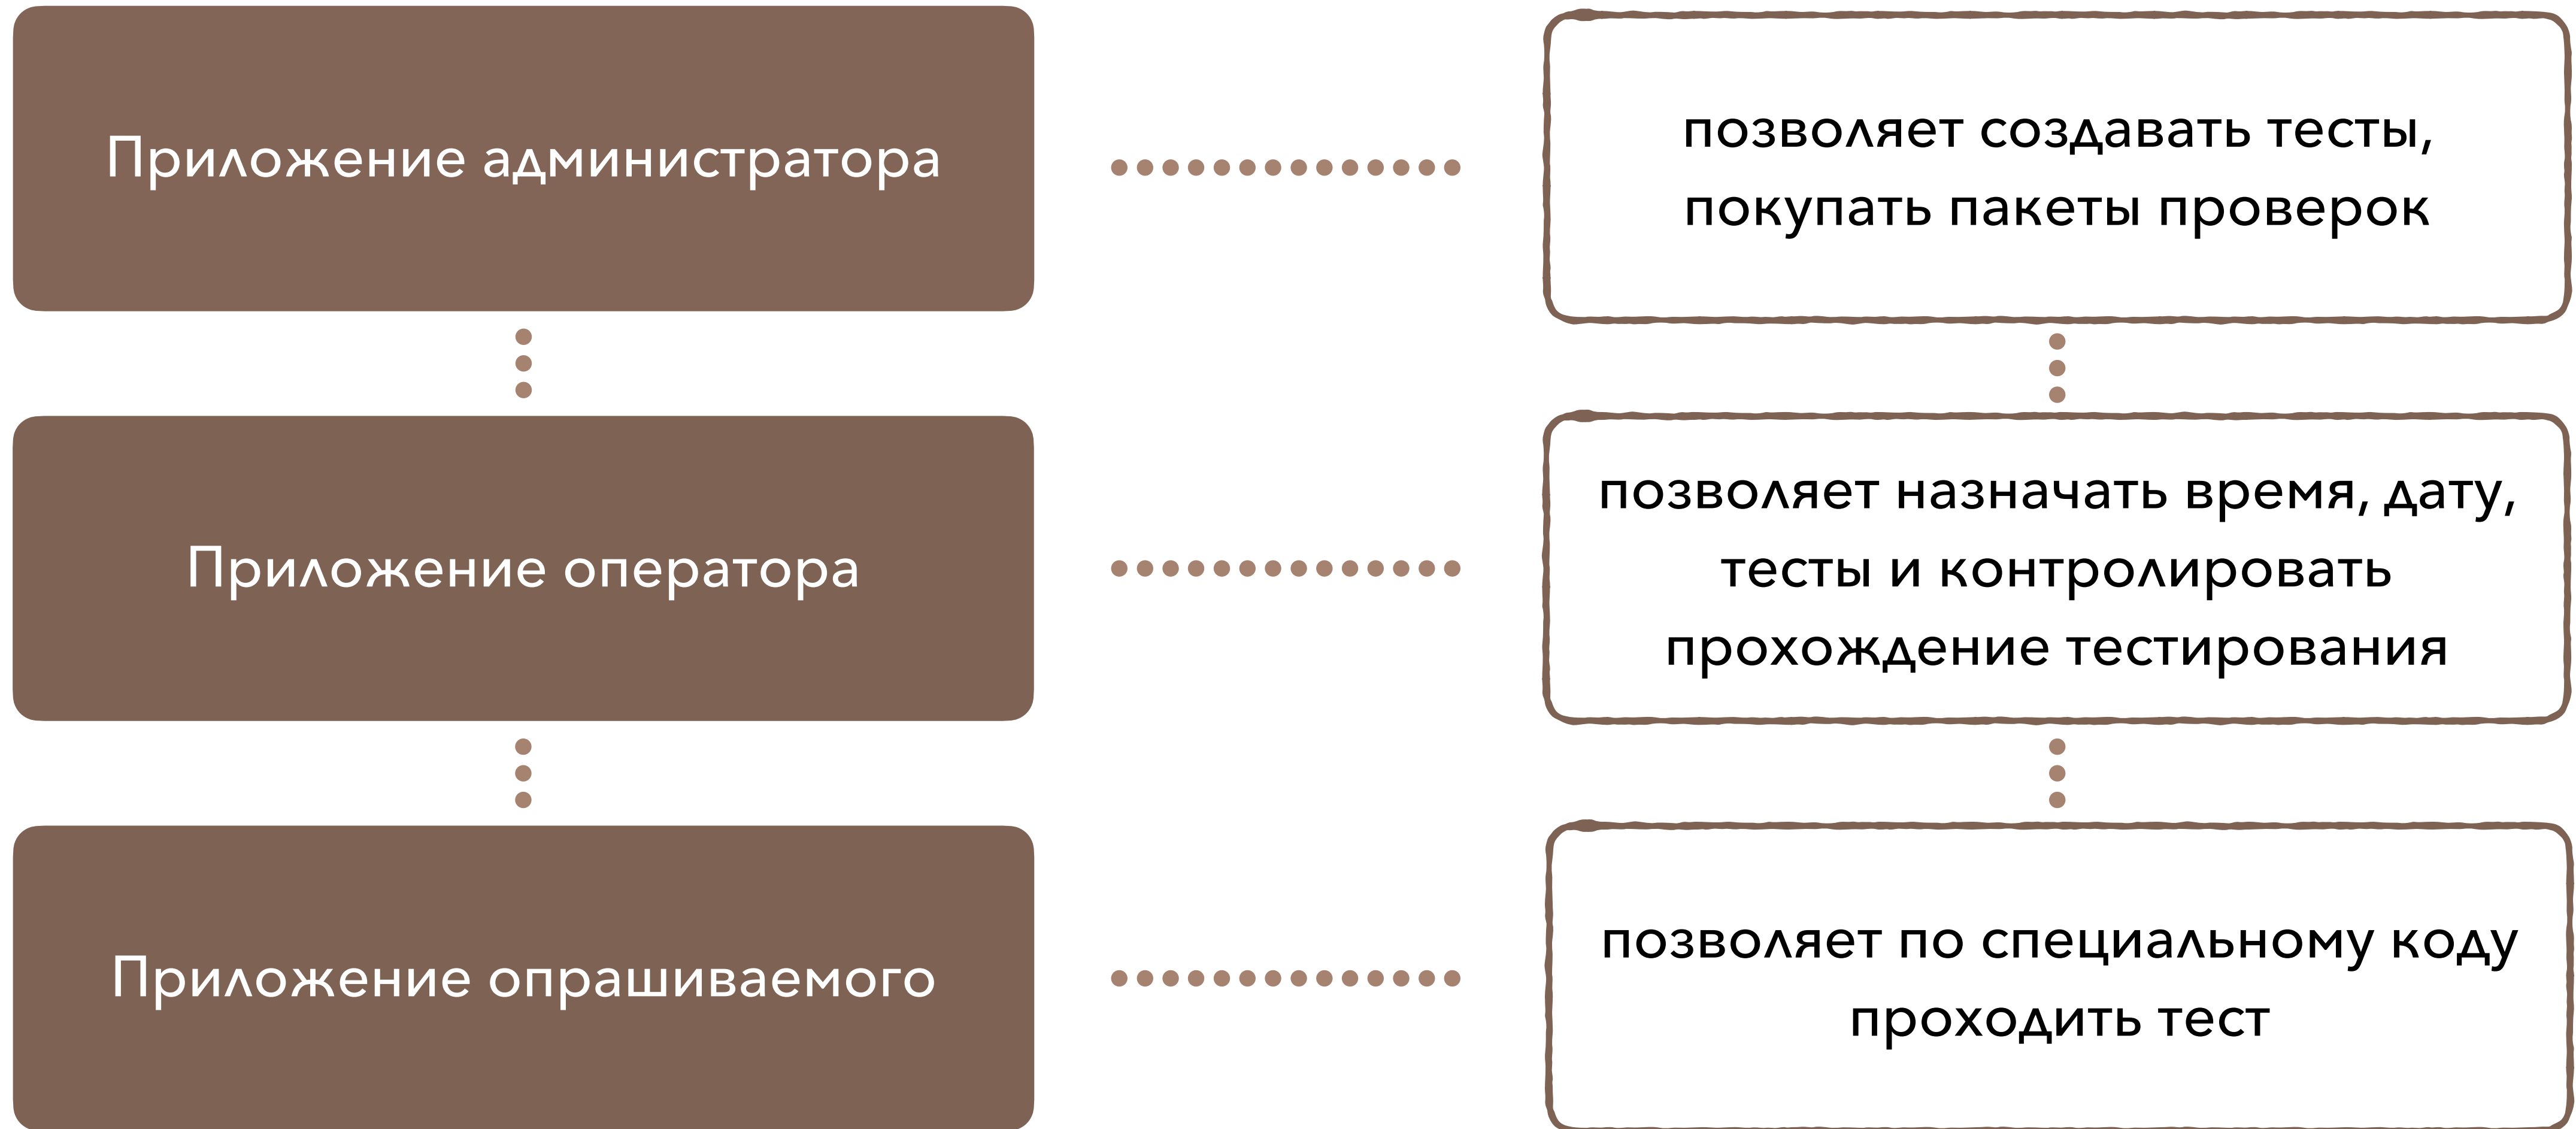 Приложение администратора
позволяет создавать тесты,
покупать пакеты проверок
Приложение оператора
позволяет назначать время, дату,
тесты и контролировать
прохождение тестирования
Приложение опрашиваемого
позволяет по специальному коду
проходить тест